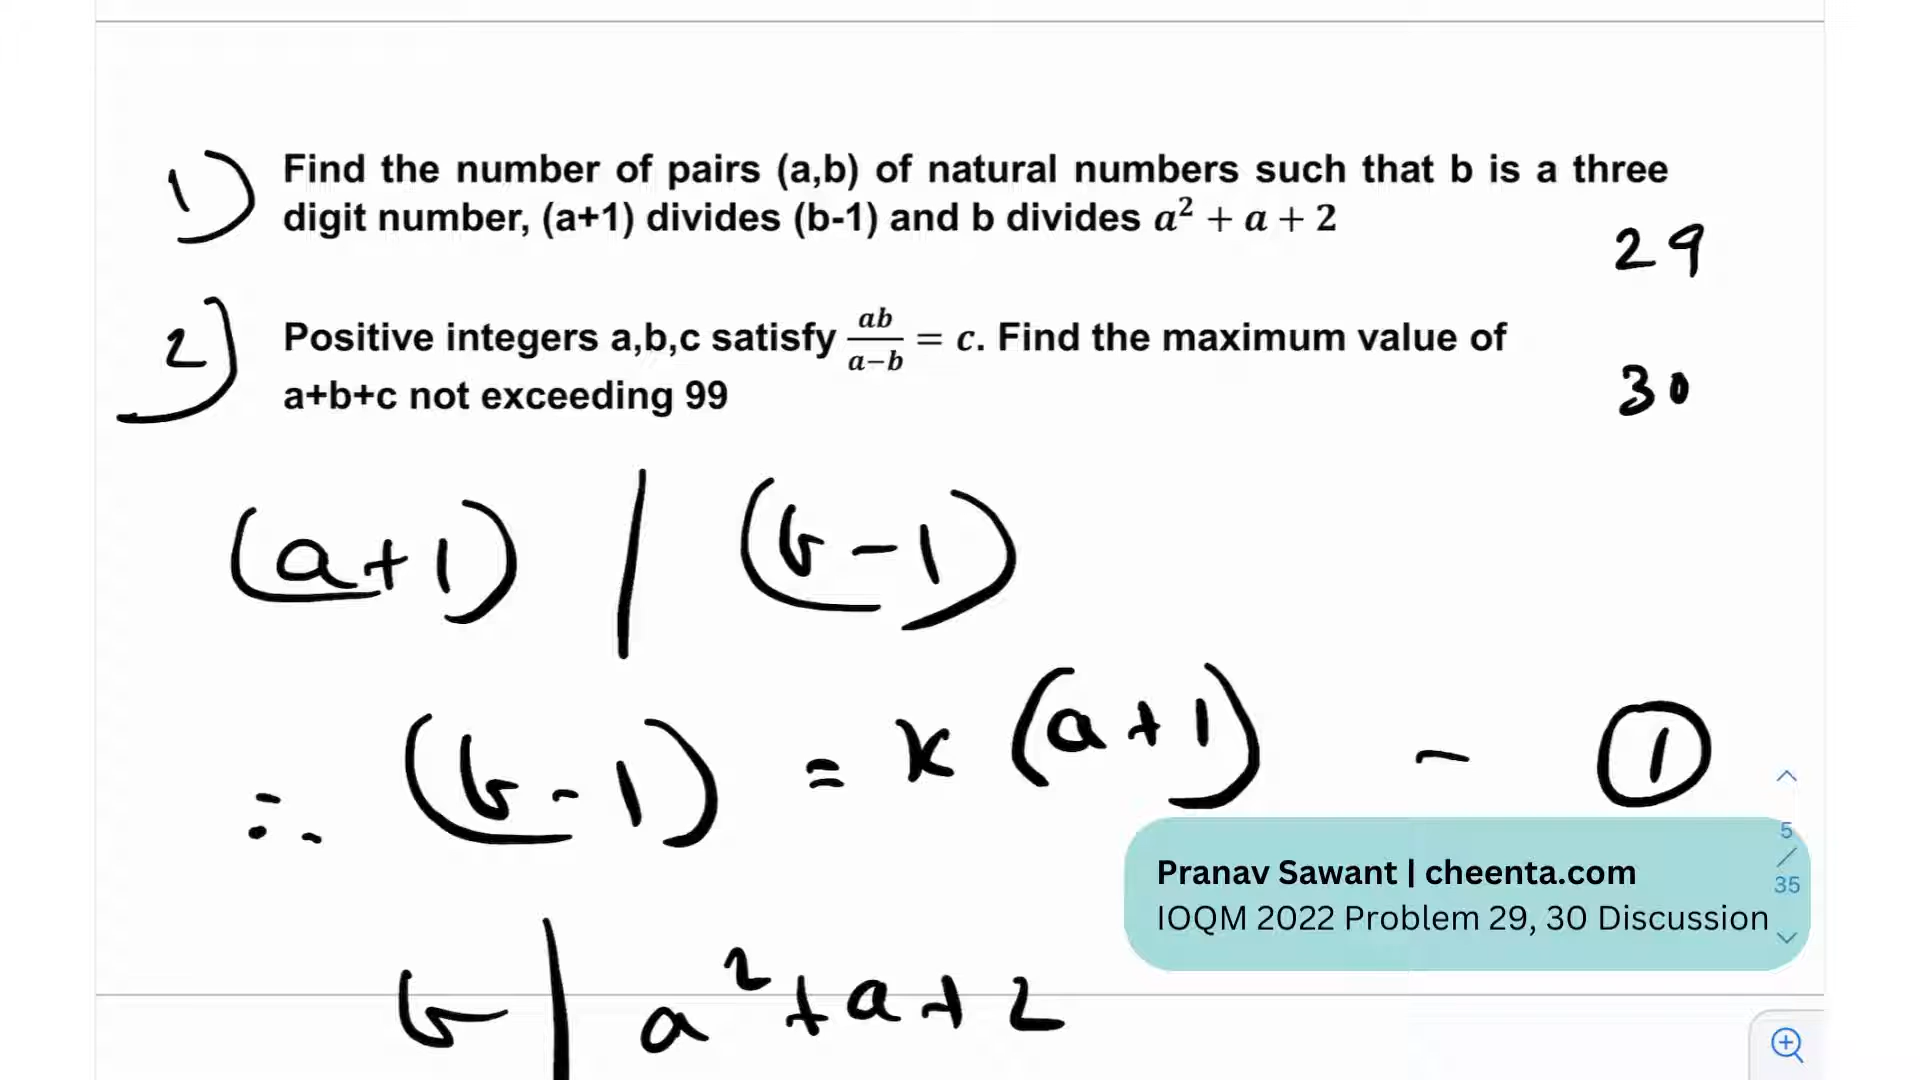 1) Find the number of pairs (a,b) of natural numbers such that b is a three
digit number, (a+1) divides (b-1) and b divides a² + a + 2
29
2) Positive integers a,b,c satisfy ab/(a−b) = c. Find the maximum value of
a+b+c not exceeding 99
30
(a+1) | (b-1)
∴ (b-1) = k (a+1) - ①
b | a² + a + 2
5
/
35
Pranav Sawant | cheenta.com
IOQM 2022 Problem 29, 30 Discussion